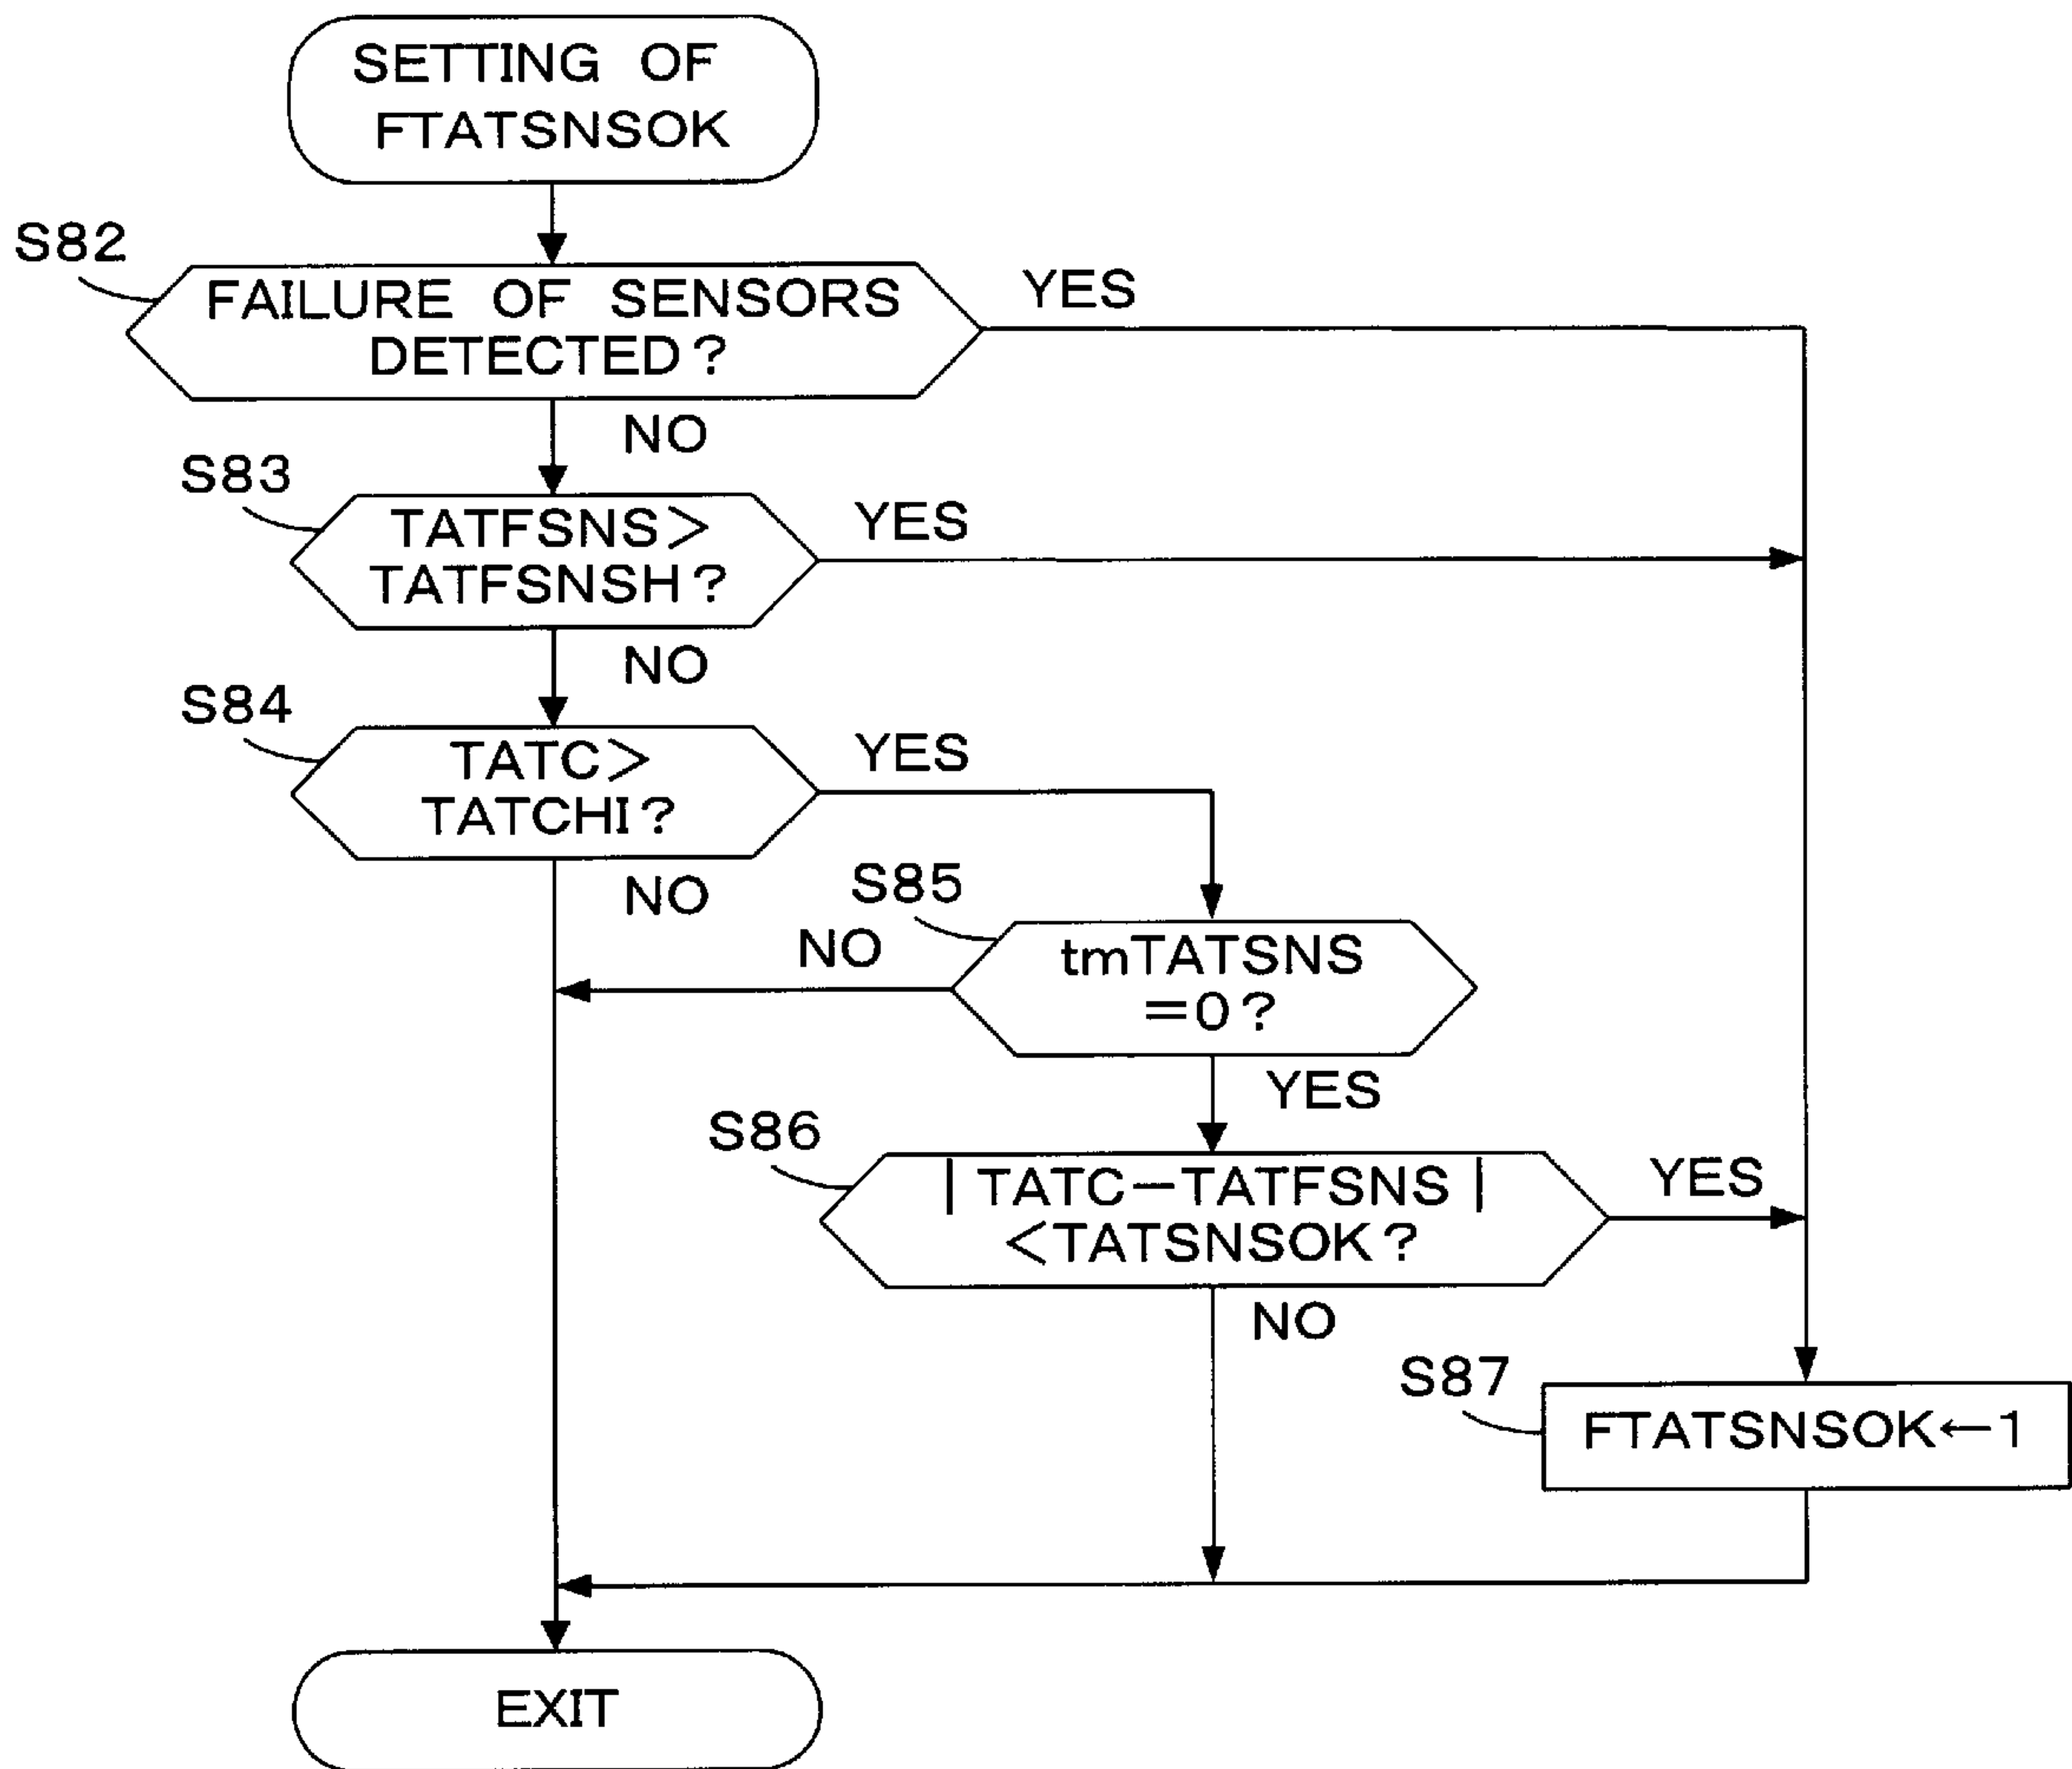 SETTING OF
FTATSNSOK
S82
FAILURE OF SENSORS
DETECTED?
YES
NO
S83
TATFSNS>
TATFSNSH?
YES
NO
S84
TATC>
TATCHI?
YES
NO
S85
tmTATSNS
=0?
NO
YES
S86
|TATC−TATFSNS|
<TATSNSOK?
YES
NO
S87
FTATSNSOK←1
EXIT